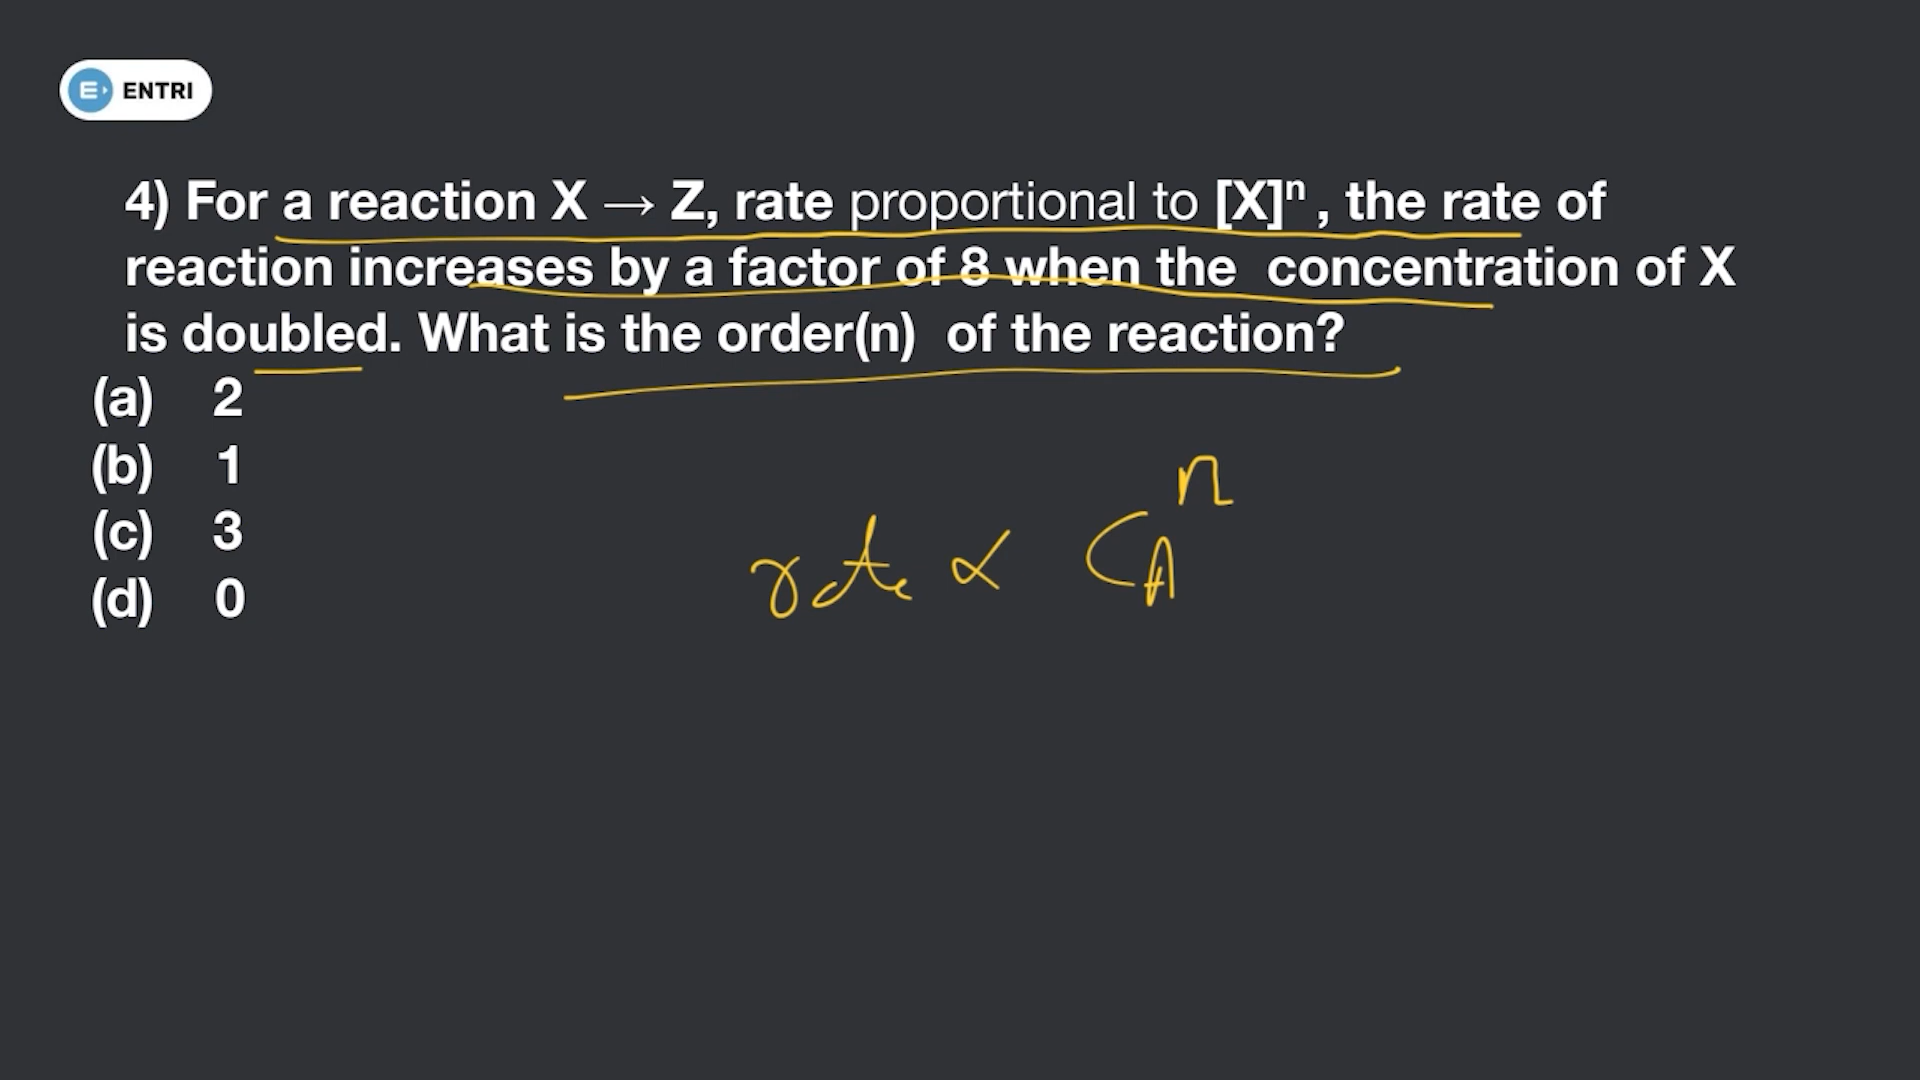 E ENTRI
4) For a reaction X → Z, rate proportional to [X]ⁿ , the rate of
reaction increases by a factor of 8 when the concentration of X
is doubled. What is the order(n) of the reaction?
(a) 2
(b) 1
(c) 3
(d) 0
rate ∝ C_A^n